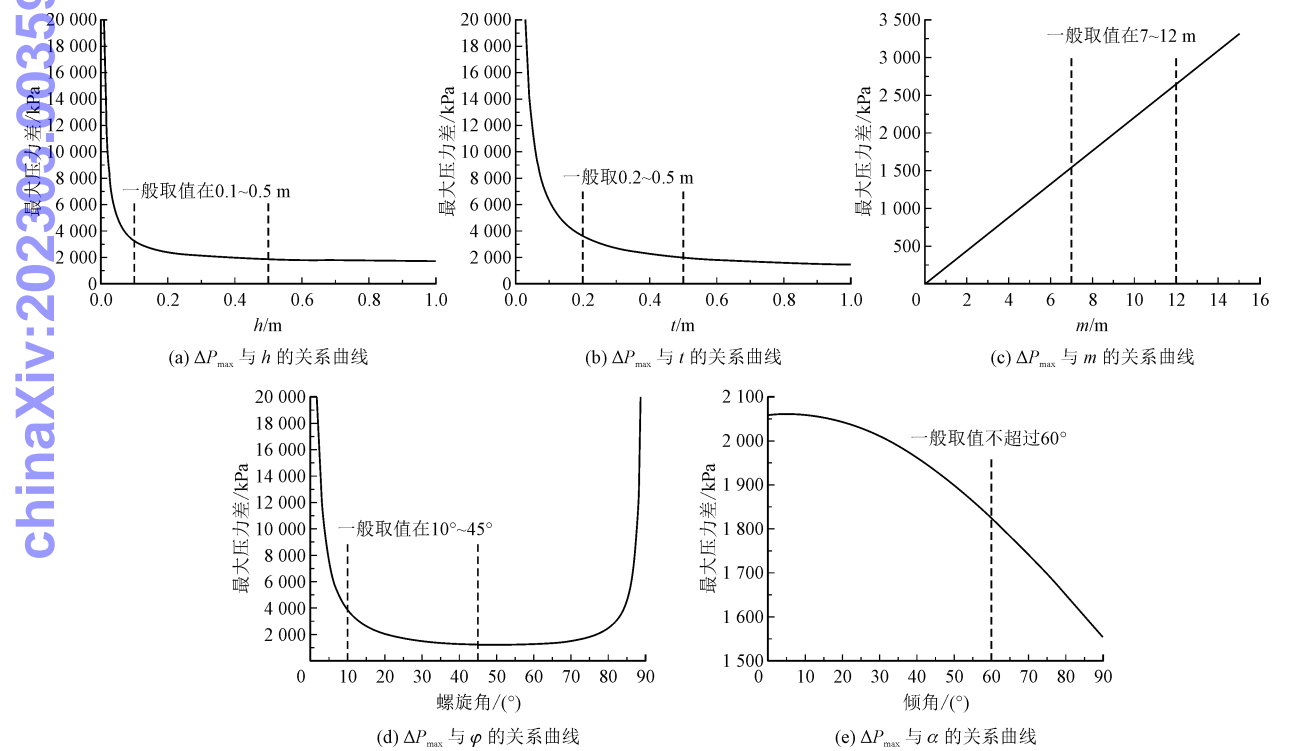 chinaXiv:202303.00359
20 000
18 000
16 000
14 000
12 000
10 000
8 000
6 000
4 000
2 000
0
最大压力差/kPa
一般取值在0.1~0.5 m
0.0 0.2 0.4 0.6 0.8 1.0
h/m
(a) ΔPmax 与 h 的关系曲线
20 000
18 000
16 000
14 000
12 000
10 000
8 000
6 000
4 000
2 000
0
最大压力差/kPa
一般取0.2~0.5 m
0.0 0.2 0.4 0.6 0.8 1.0
t/m
(b) ΔPmax 与 t 的关系曲线
3 500
3 000
2 500
2 000
1 500
1 000
500
最大压力差/kPa
一般取值在7~12 m
0 2 4 6 8 10 12 14 16
m/m
(c) ΔPmax 与 m 的关系曲线
20 000
18 000
16 000
14 000
12 000
10 000
8 000
6 000
4 000
2 000
最大压力差/kPa
一般取值在10°~45°
0 10 20 30 40 50 60 70 80 90
螺旋角/(°)
(d) ΔPmax 与 φ 的关系曲线
2 100
2 000
1 900
1 800
1 700
1 600
1 500
最大压力差/kPa
一般取值不超过60°
0 10 20 30 40 50 60 70 80 90
倾角/(°)
(e) ΔPmax 与 α 的关系曲线